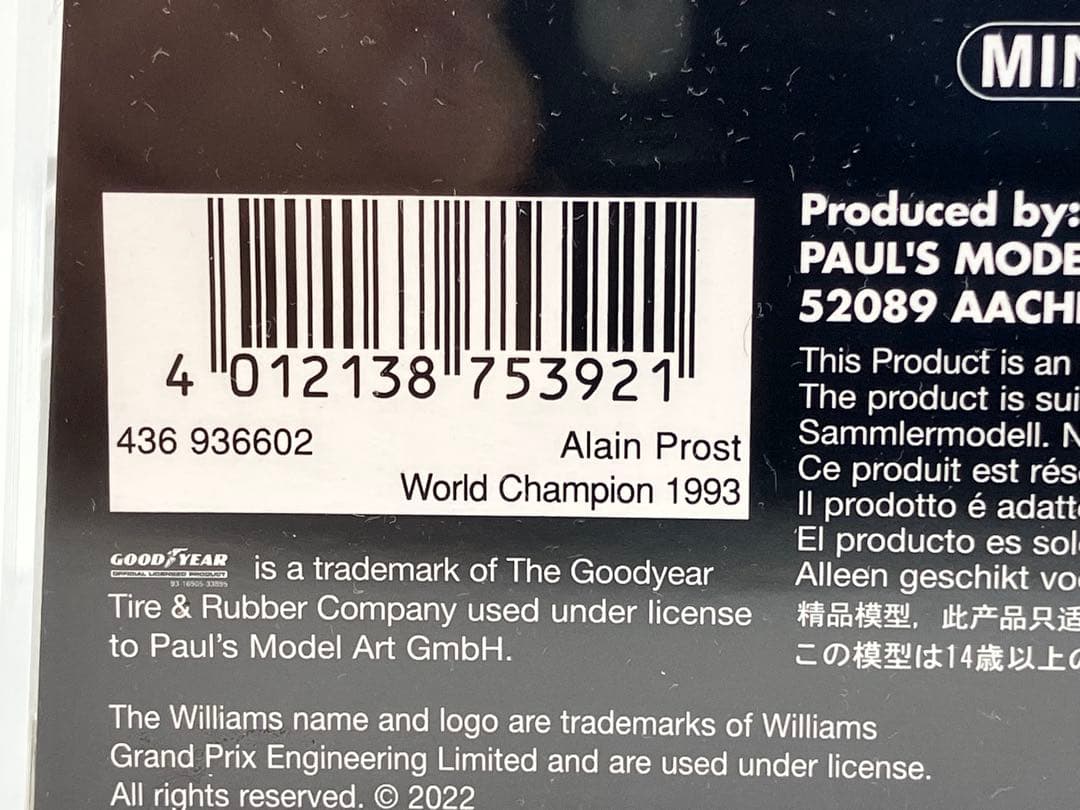 MIN
4 012138 753921
436 936602 Alain Prost
World Champion 1993
GOODYEAR is a trademark of The Goodyear
OFFICIAL LICENSED PRODUCT
Tire & Rubber Company used under license
to Paul's Model Art GmbH.
The Williams name and logo are trademarks of Williams
Grand Prix Engineering Limited and are used under license.
All rights reserved. © 2022
Produced by:
PAUL'S MODE
52089 AACH
This Product is an
The product is sui
Sammlermodell. N
Ce produit est rése
Il prodotto é adatt
El producto es sol
Alleen geschikt vo
精品模型，此产品只适
この模型は14歳以上の